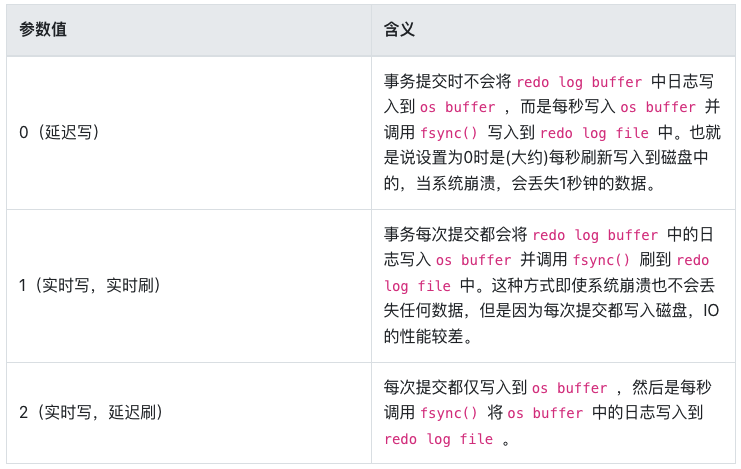 参数值
含义
0（延迟写）
事务提交时不会将 redo log buffer 中日志写
入到 os buffer ，而是每秒写入 os buffer 并
调用 fsync() 写入到 redo log file 中。也就
是说设置为0时是(大约)每秒刷新写入到磁盘中
的，当系统崩溃，会丢失1秒钟的数据。
1（实时写，实时刷）
事务每次提交都会将 redo log buffer 中的日
志写入 os buffer 并调用 fsync() 刷到 redo
log file 中。这种方式即使系统崩溃也不会丢
失任何数据，但是因为每次提交都写入磁盘，IO
的性能较差。
2（实时写，延迟刷）
每次提交都仅写入到 os buffer ，然后是每秒
调用 fsync() 将 os buffer 中的日志写入到
redo log file 。